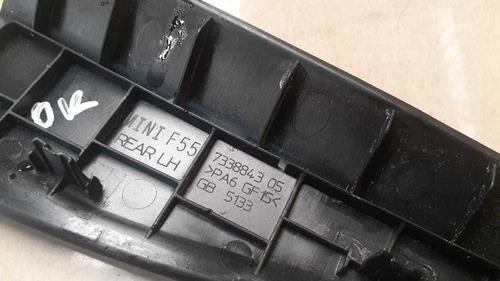 OK
MINI F55
REAR LH
7338843 05
>PA6 GF15<
GB 5133